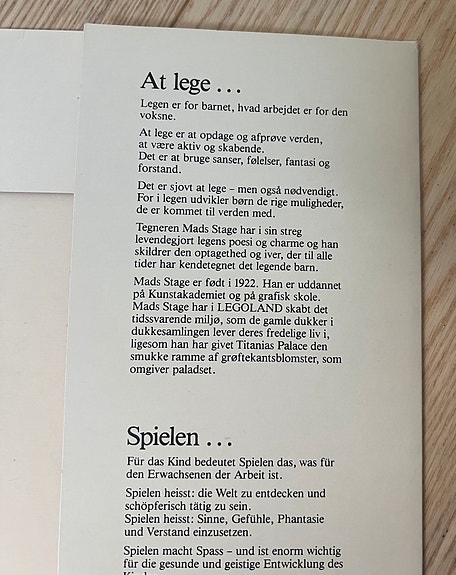 At lege ...
Legen er for barnet, hvad arbejdet er for den
voksne.
At lege er at opdage og afprøve verden,
at være aktiv og skabende.
Det er at bruge sanser, følelser, fantasi og
forstand.
Det er sjovt at lege – men også nødvendigt.
For i legen udvikler børn de rige muligheder,
de er kommet til verden med.
Tegneren Mads Stage har i sin streg
levendegjort legens poesi og charme og han
skildrer den optagethed og iver, der til alle
tider har kendetegnet det legende barn.
Mads Stage er født i 1922. Han er uddannet
på Kunstakademiet og på grafisk skole.
Mads Stage har i LEGOLAND skabt det
tidssvarende miljø, som de gamle dukker i
dukkesamlingen lever deres fredelige liv i,
ligesom han har givet Titanias Palace den
smukke ramme af grøftekantsblomster, som
omgiver paladset.
Spielen ...
Für das Kind bedeutet Spielen das, was für
den Erwachsenen der Arbeit ist.
Spielen heisst: die Welt zu entdecken und
schöpferisch tätig zu sein.
Spielen heisst: Sinne, Gefühle, Phantasie
und Verstand einzusetzen.
Spielen macht Spass – und ist enorm wichtig
für die gesunde und geistige Entwicklung des